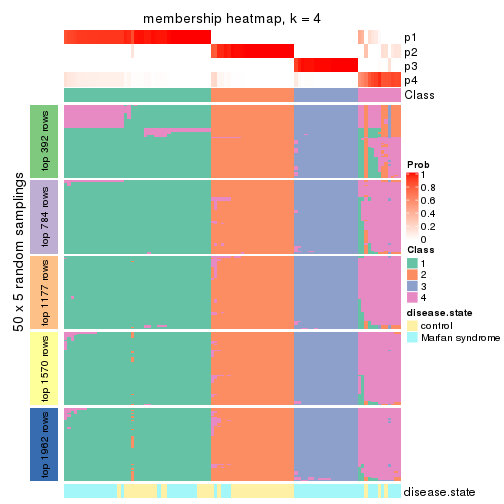 membership heatmap, k = 4
p1
p2
p3
p4
Class
50 x 5 random samplings
top 392 rows
top 784 rows
top 1177 rows
top 1570 rows
top 1962 rows
Prob
1
0.8
0.6
0.4
0.2
0
Class
1
2
3
4
disease.state
control
Marfan syndrome
disease.state